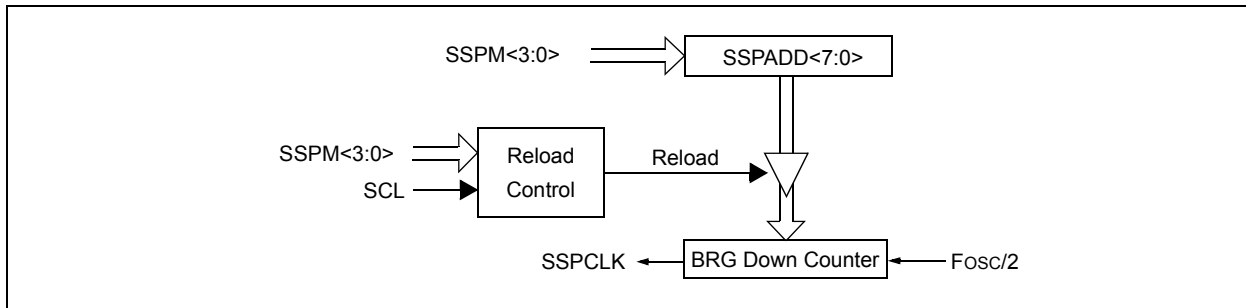 SSPM<3:0>
SSPADD<7:0>
SSPM<3:0>
SCL
Reload
Control
Reload
SSPCLK
BRG Down Counter
FOSC/2